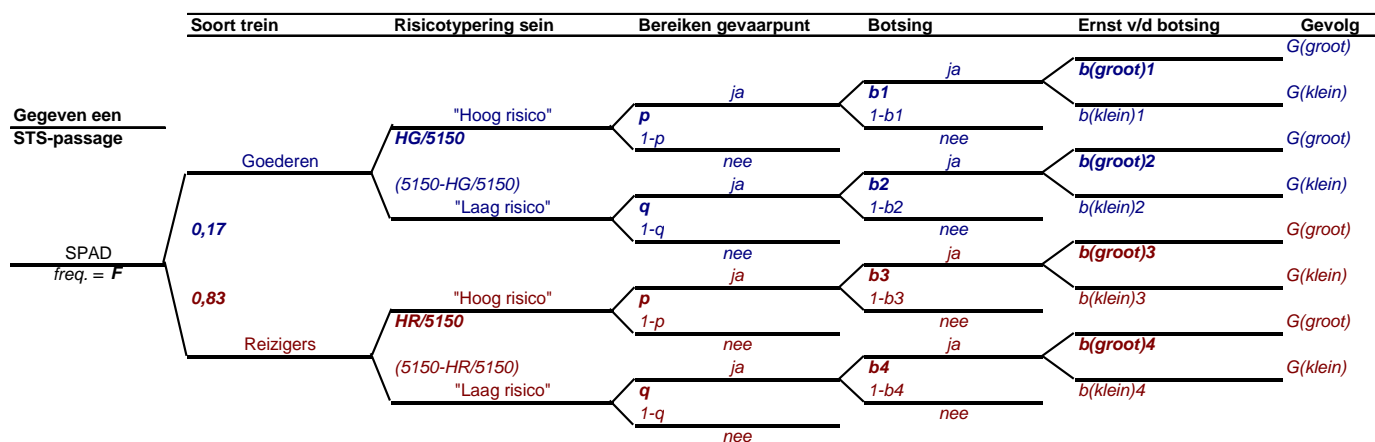 Soort trein Risicotypering sein Bereiken gevaarpunt Botsing Ernst v/d botsing Gevolg
G(groot)
ja b(groot)1
ja b1 G(klein)
Gegeven een "Hoog risico" p 1-b1 b(klein)1
STS-passage HG/5150 1-p nee G(groot)
Goederen nee ja b(groot)2
(5150-HG/5150) ja b2 G(klein)
"Laag risico" q 1-b2 b(klein)2
0,17 1-q nee G(groot)
SPAD nee ja b(groot)3
freq. = F ja b3 G(klein)
0,83 "Hoog risico" p 1-b3 b(klein)3
HR/5150 1-p nee G(groot)
Reizigers nee ja b(groot)4
(5150-HR/5150) ja b4 G(klein)
"Laag risico" q 1-b4 b(klein)4
1-q nee
nee